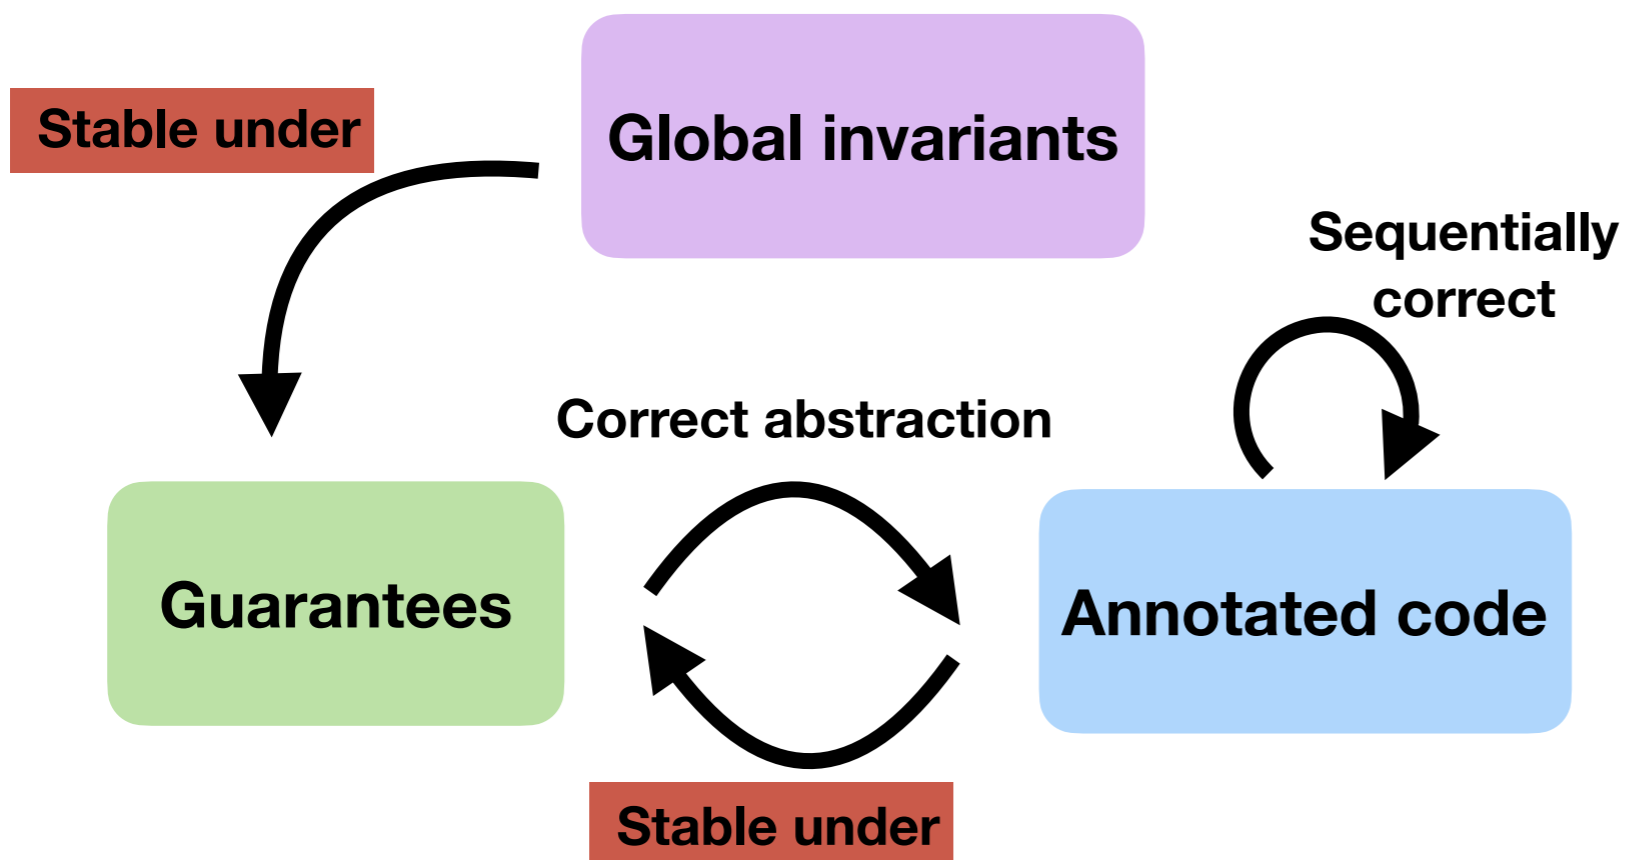 Stable under
Global invariants
Sequentially
correct
Correct abstraction
Guarantees
Annotated code
Stable under